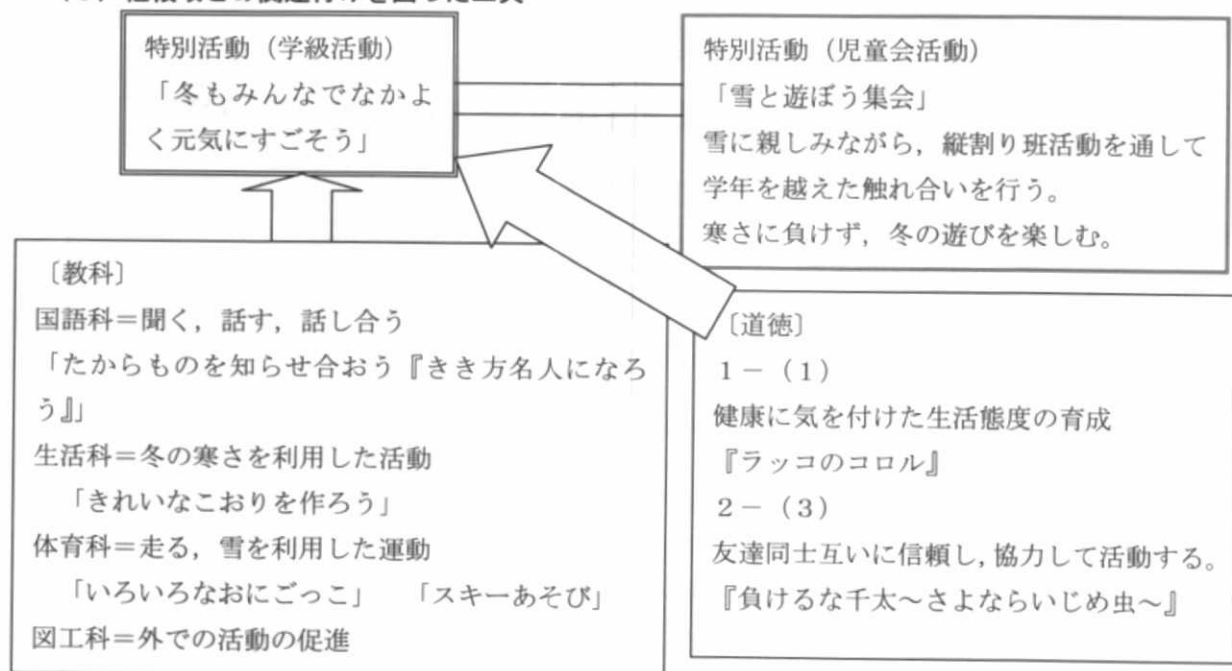 特別活動（学級活動）
「冬もみんなでなかよ
く元気にすごそう」
特別活動（児童会活動）
「雪と遊ぼう集会」
雪に親しみながら，縦割り班活動を通して
学年を越えた触れ合いを行う。
寒さに負けず，冬の遊びを楽しむ。
〔教科〕
国語科＝聞く，話す，話し合う
「たからものを知らせ合おう『きき方名人になろ
う』」
生活科＝冬の寒さを利用した活動
「きれいなこおりを作ろう」
体育科＝走る，雪を利用した運動
「いろいろなおにごっこ」　「スキーあそび」
図工科＝外での活動の促進
〔道徳〕
１－（１）
健康に気を付けた生活態度の育成
『ラッコのコロル』
２－（３）
友達同士互いに信頼し，協力して活動する。
『負けるな千太～さよならいじめ虫～』